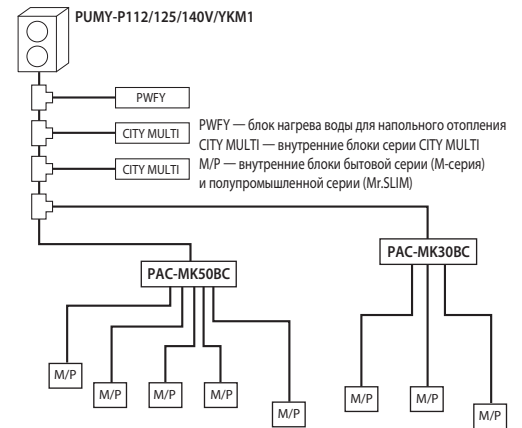 PUMY-P112/125/140V/YKM1
PWFY
CITY MULTI
CITY MULTI
PWFY — блок нагрева воды для напольного отопления
CITY MULTI — внутренние блоки серии CITY MULTI
M/P — внутренние блоки бытовой серии (М-серия)
и полупромышленной серии (Mr.SLIM)
PAC-MK50BC
PAC-MK30BC
M/P
M/P
M/P
M/P
M/P
M/P
M/P
M/P